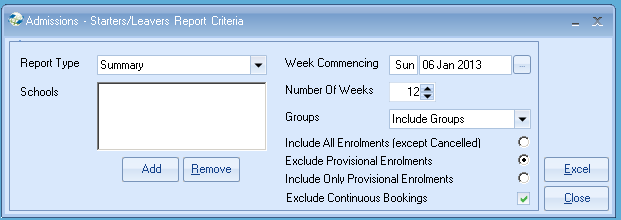 Admissions - Starters/Leavers Report Criteria
Report Type Summary
Schools
Add Remove
Week Commencing Sun 06 Jan 2013 ...
Number Of Weeks 12
Groups Include Groups
Include All Enrolments (except Cancelled)
Exclude Provisional Enrolments
Include Only Provisional Enrolments
Exclude Continuous Bookings
Excel
Close